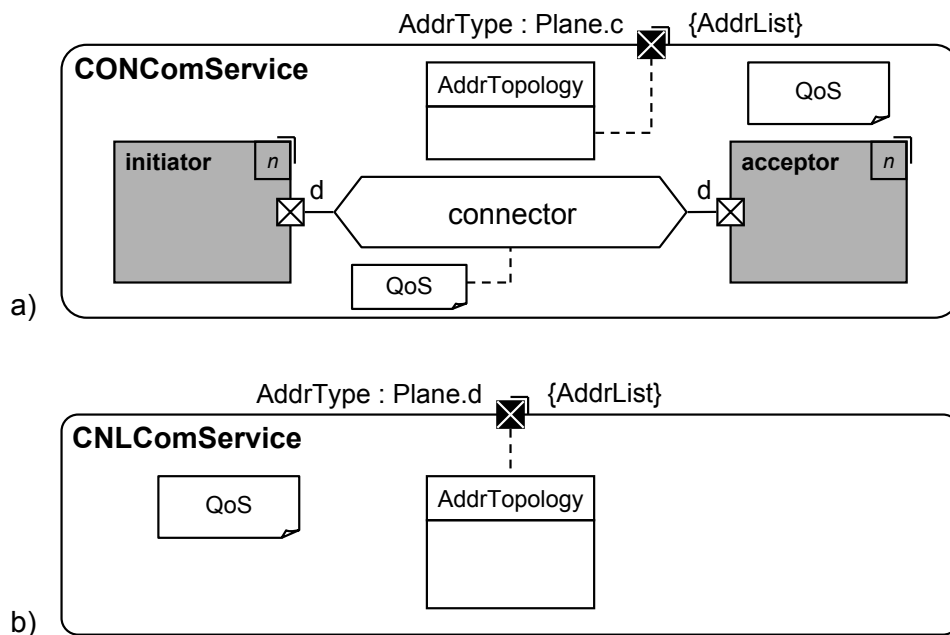 AddrType : Plane.c {AddrList}
CONComService
AddrTopology
QoS
initiator n
acceptor n
d
connector
d
QoS
a)
AddrType : Plane.d {AddrList}
CNLComService
QoS
AddrTopology
b)